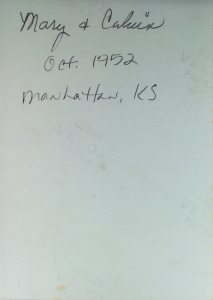 Mary & Calvin
Oct. 1952
Manhattan, KS